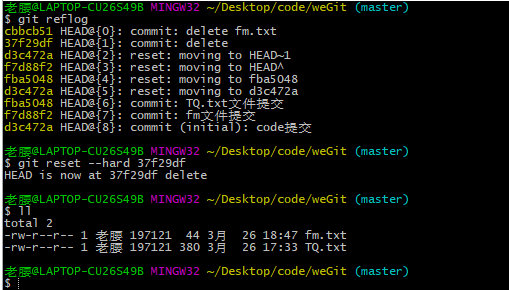 老腰@LAPTOP-CU26S49B MINGW32 ~/Desktop/code/weGit (master)
$ git reflog
cbbcb51 HEAD@{0}: commit: delete fm.txt
37f29df HEAD@{1}: commit: delete
d3c472a HEAD@{2}: reset: moving to HEAD~1
f7d88f2 HEAD@{3}: reset: moving to HEAD^
fba5048 HEAD@{4}: reset: moving to fba5048
d3c472a HEAD@{5}: reset: moving to d3c472a
fba5048 HEAD@{6}: commit: TQ.txt文件提交
f7d88f2 HEAD@{7}: commit: fm文件提交
d3c472a HEAD@{8}: commit (initial): code提交
老腰@LAPTOP-CU26S49B MINGW32 ~/Desktop/code/weGit (master)
$ git reset --hard 37f29df
HEAD is now at 37f29df delete
老腰@LAPTOP-CU26S49B MINGW32 ~/Desktop/code/weGit (master)
$ ll
total 2
-rw-r--r-- 1 老腰 197121  44 3月  26 18:47 fm.txt
-rw-r--r-- 1 老腰 197121 380 3月  26 17:33 TQ.txt
老腰@LAPTOP-CU26S49B MINGW32 ~/Desktop/code/weGit (master)
$